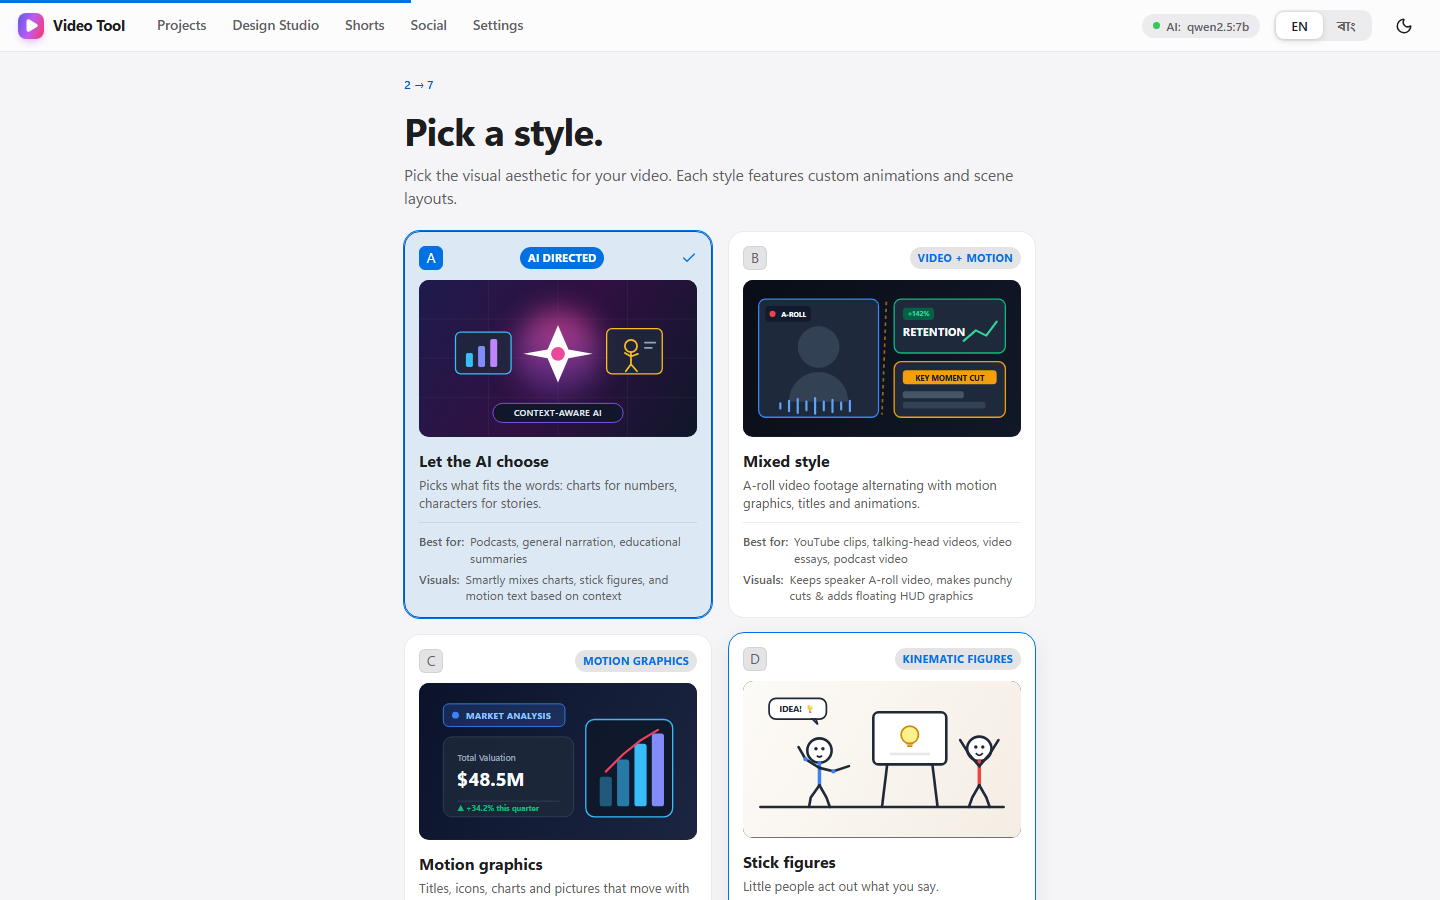 Video Tool
Projects
Design Studio
Shorts
Social
Settings
AI: qwen2.5:7b
EN
বাং
2 → 7
Pick a style.
Pick the visual aesthetic for your video. Each style features custom animations and scene
layouts.
A
AI DIRECTED
CONTEXT-AWARE AI
Let the AI choose
Picks what fits the words: charts for numbers,
characters for stories.
Best for: Podcasts, general narration, educational
summaries
Visuals: Smartly mixes charts, stick figures, and
motion text based on context
B
VIDEO + MOTION
A-ROLL
+142%
RETENTION
KEY MOMENT CUT
Mixed style
A-roll video footage alternating with motion
graphics, titles and animations.
Best for: YouTube clips, talking-head videos, video
essays, podcast video
Visuals: Keeps speaker A-roll video, makes punchy
cuts & adds floating HUD graphics
C
MOTION GRAPHICS
MARKET ANALYSIS
Total Valuation
$48.5M
▲ +34.2% this quarter
Motion graphics
Titles, icons, charts and pictures that move with
D
KINEMATIC FIGURES
IDEA! 💡
Stick figures
Little people act out what you say.